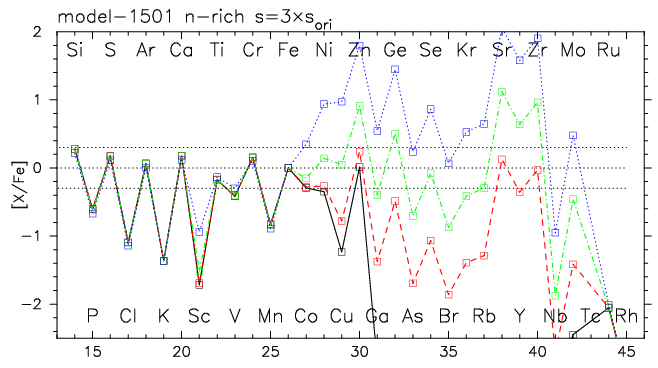 model-1501 n-rich s=3×s_ori
2
Si S Ar Ca Ti Cr Fe Ni Zn Ge Se Kr Sr Zr Mo Ru
1
0
[X/Fe]
-1
-2
P Cl K Sc V Mn Co Cu Ga As Br Rb Y Nb Tc Rh
15 20 25 30 35 40 45